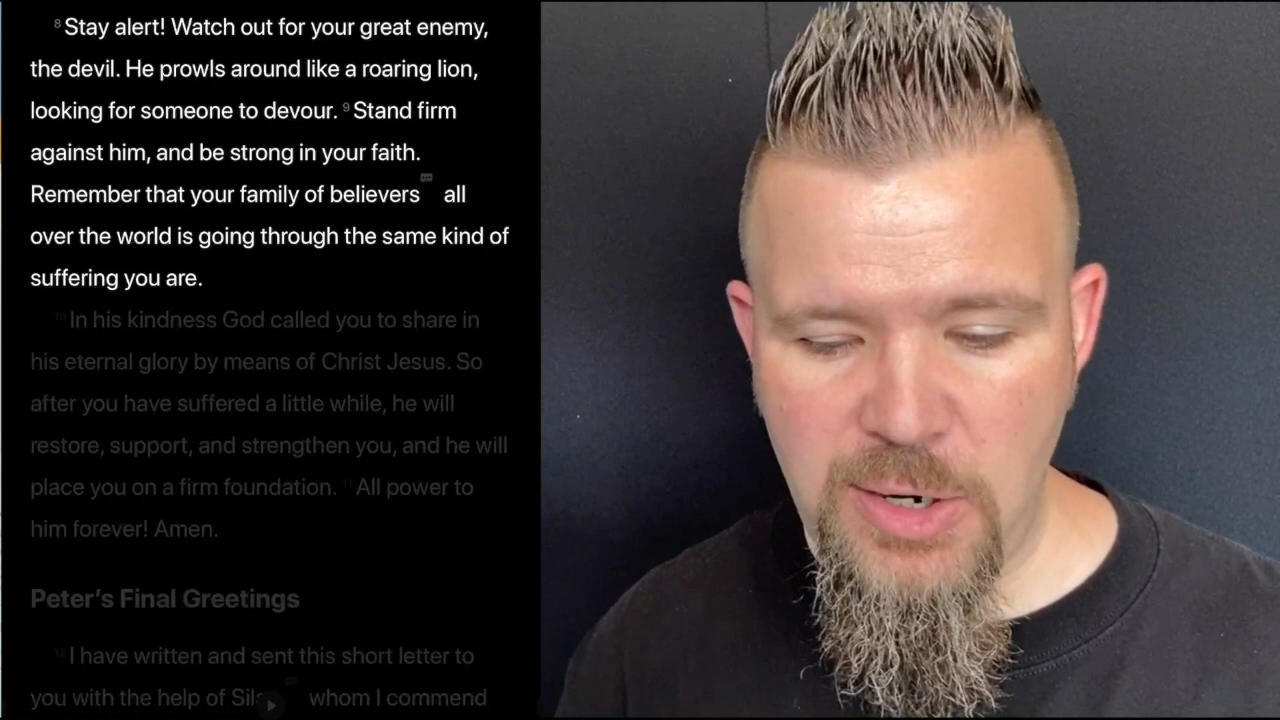 8 Stay alert! Watch out for your great enemy,
the devil. He prowls around like a roaring lion,
looking for someone to devour. 9 Stand firm
against him, and be strong in your faith.
Remember that your family of believers all
over the world is going through the same kind of
suffering you are.
10 In his kindness God called you to share in
his eternal glory by means of Christ Jesus. So
after you have suffered a little while, he will
restore, support, and strengthen you, and he will
place you on a firm foundation. 11 All power to
him forever! Amen.
Peter's Final Greetings
12 I have written and sent this short letter to
you with the help of whom I commend